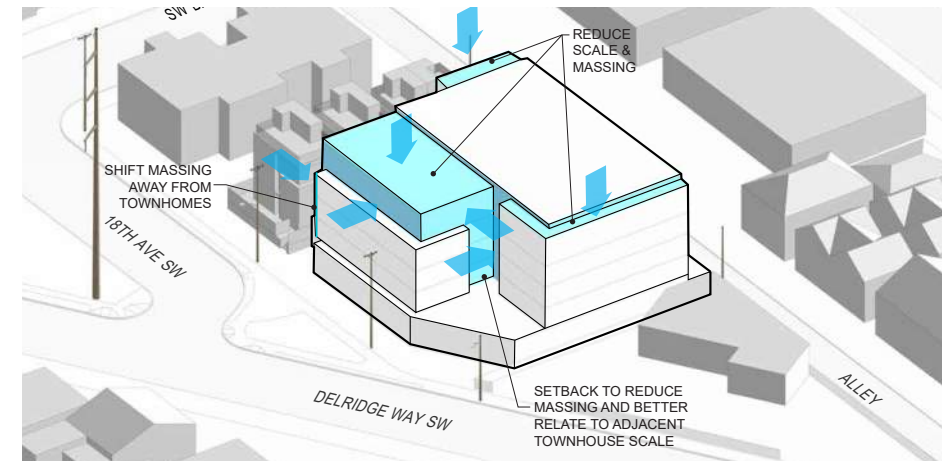 SW
REDUCE
SCALE &
MASSING
SHIFT MASSING
AWAY FROM
TOWNHOMES
18TH AVE SW
DELRIDGE WAY SW
SETBACK TO REDUCE
MASSING AND BETTER
RELATE TO ADJACENT
TOWNHOUSE SCALE
ALLEY